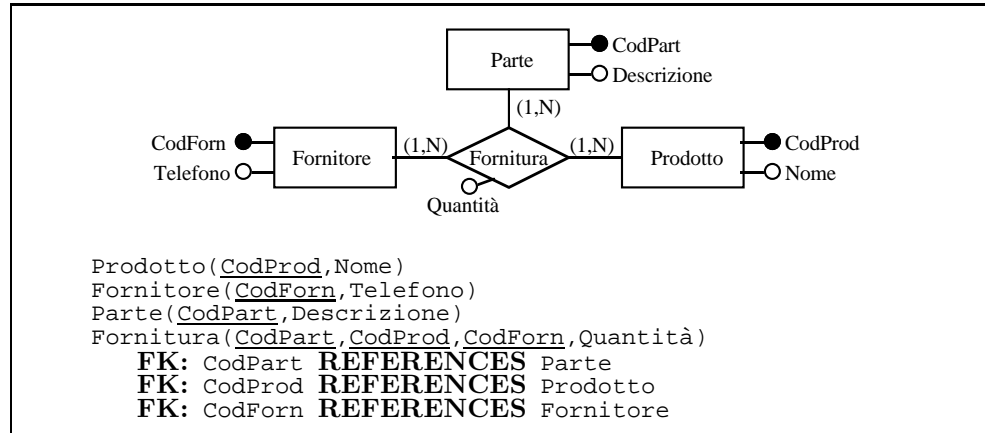 CodPart
Parte
Descrizione
(1,N)
CodForn
(1,N)
(1,N)
CodProd
Fornitore
Fornitura
Prodotto
Telefono
Nome
Quantità
Prodotto(CodProd,Nome)
Fornitore(CodForn,Telefono)
Parte(CodPart,Descrizione)
Fornitura(CodPart,CodProd,CodForn,Quantità)
FK: CodPart REFERENCES Parte
FK: CodProd REFERENCES Prodotto
FK: CodForn REFERENCES Fornitore